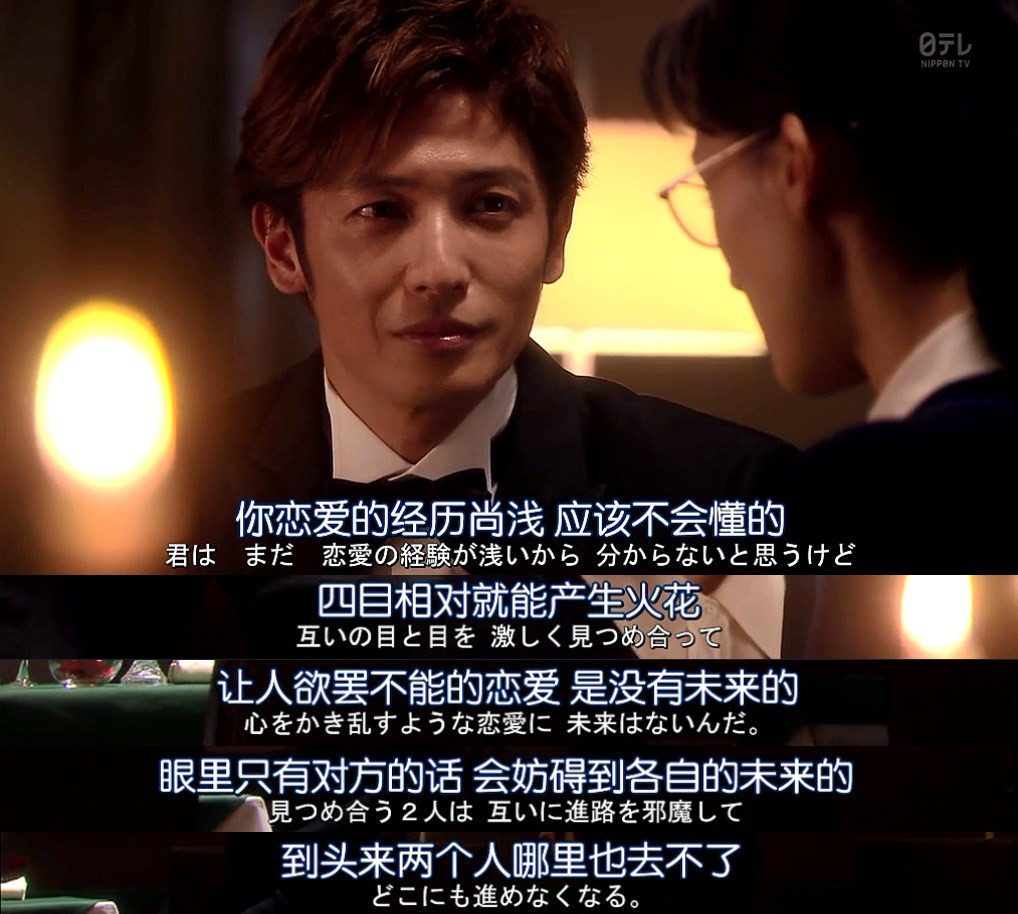 日テレ
NIPPON TV
你恋爱的经历尚浅 应该不会懂的
君は まだ 恋愛の経験が浅いから 分からないと思うけど
四目相对就能产生火花
互いの目と目を 激しく見つめ合って
让人欲罢不能的恋爱 是没有未来的
心をかき乱すような恋愛に 未来はないんだ。
眼里只有对方的话 会妨碍到各自的未来的
見つめ合う2人は 互いに進路を邪魔して
到头来两个人哪里也去不了
どこにも進めなくなる。